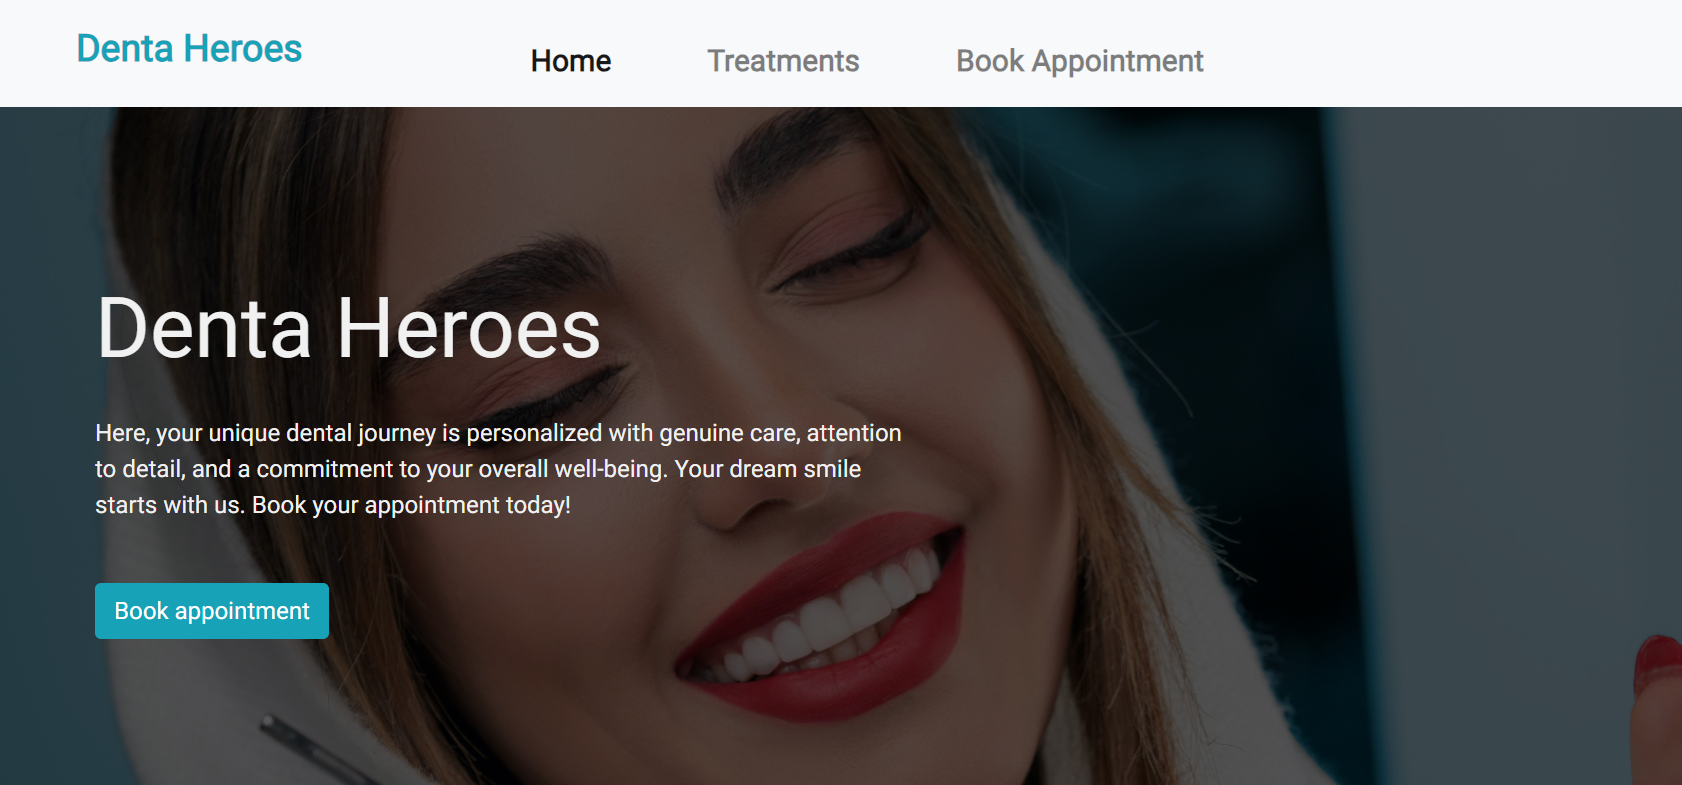 Denta Heroes
Home Treatments Book Appointment
Denta Heroes
Here, your unique dental journey is personalized with genuine care, attention
to detail, and a commitment to your overall well-being. Your dream smile
starts with us. Book your appointment today!
Book appointment